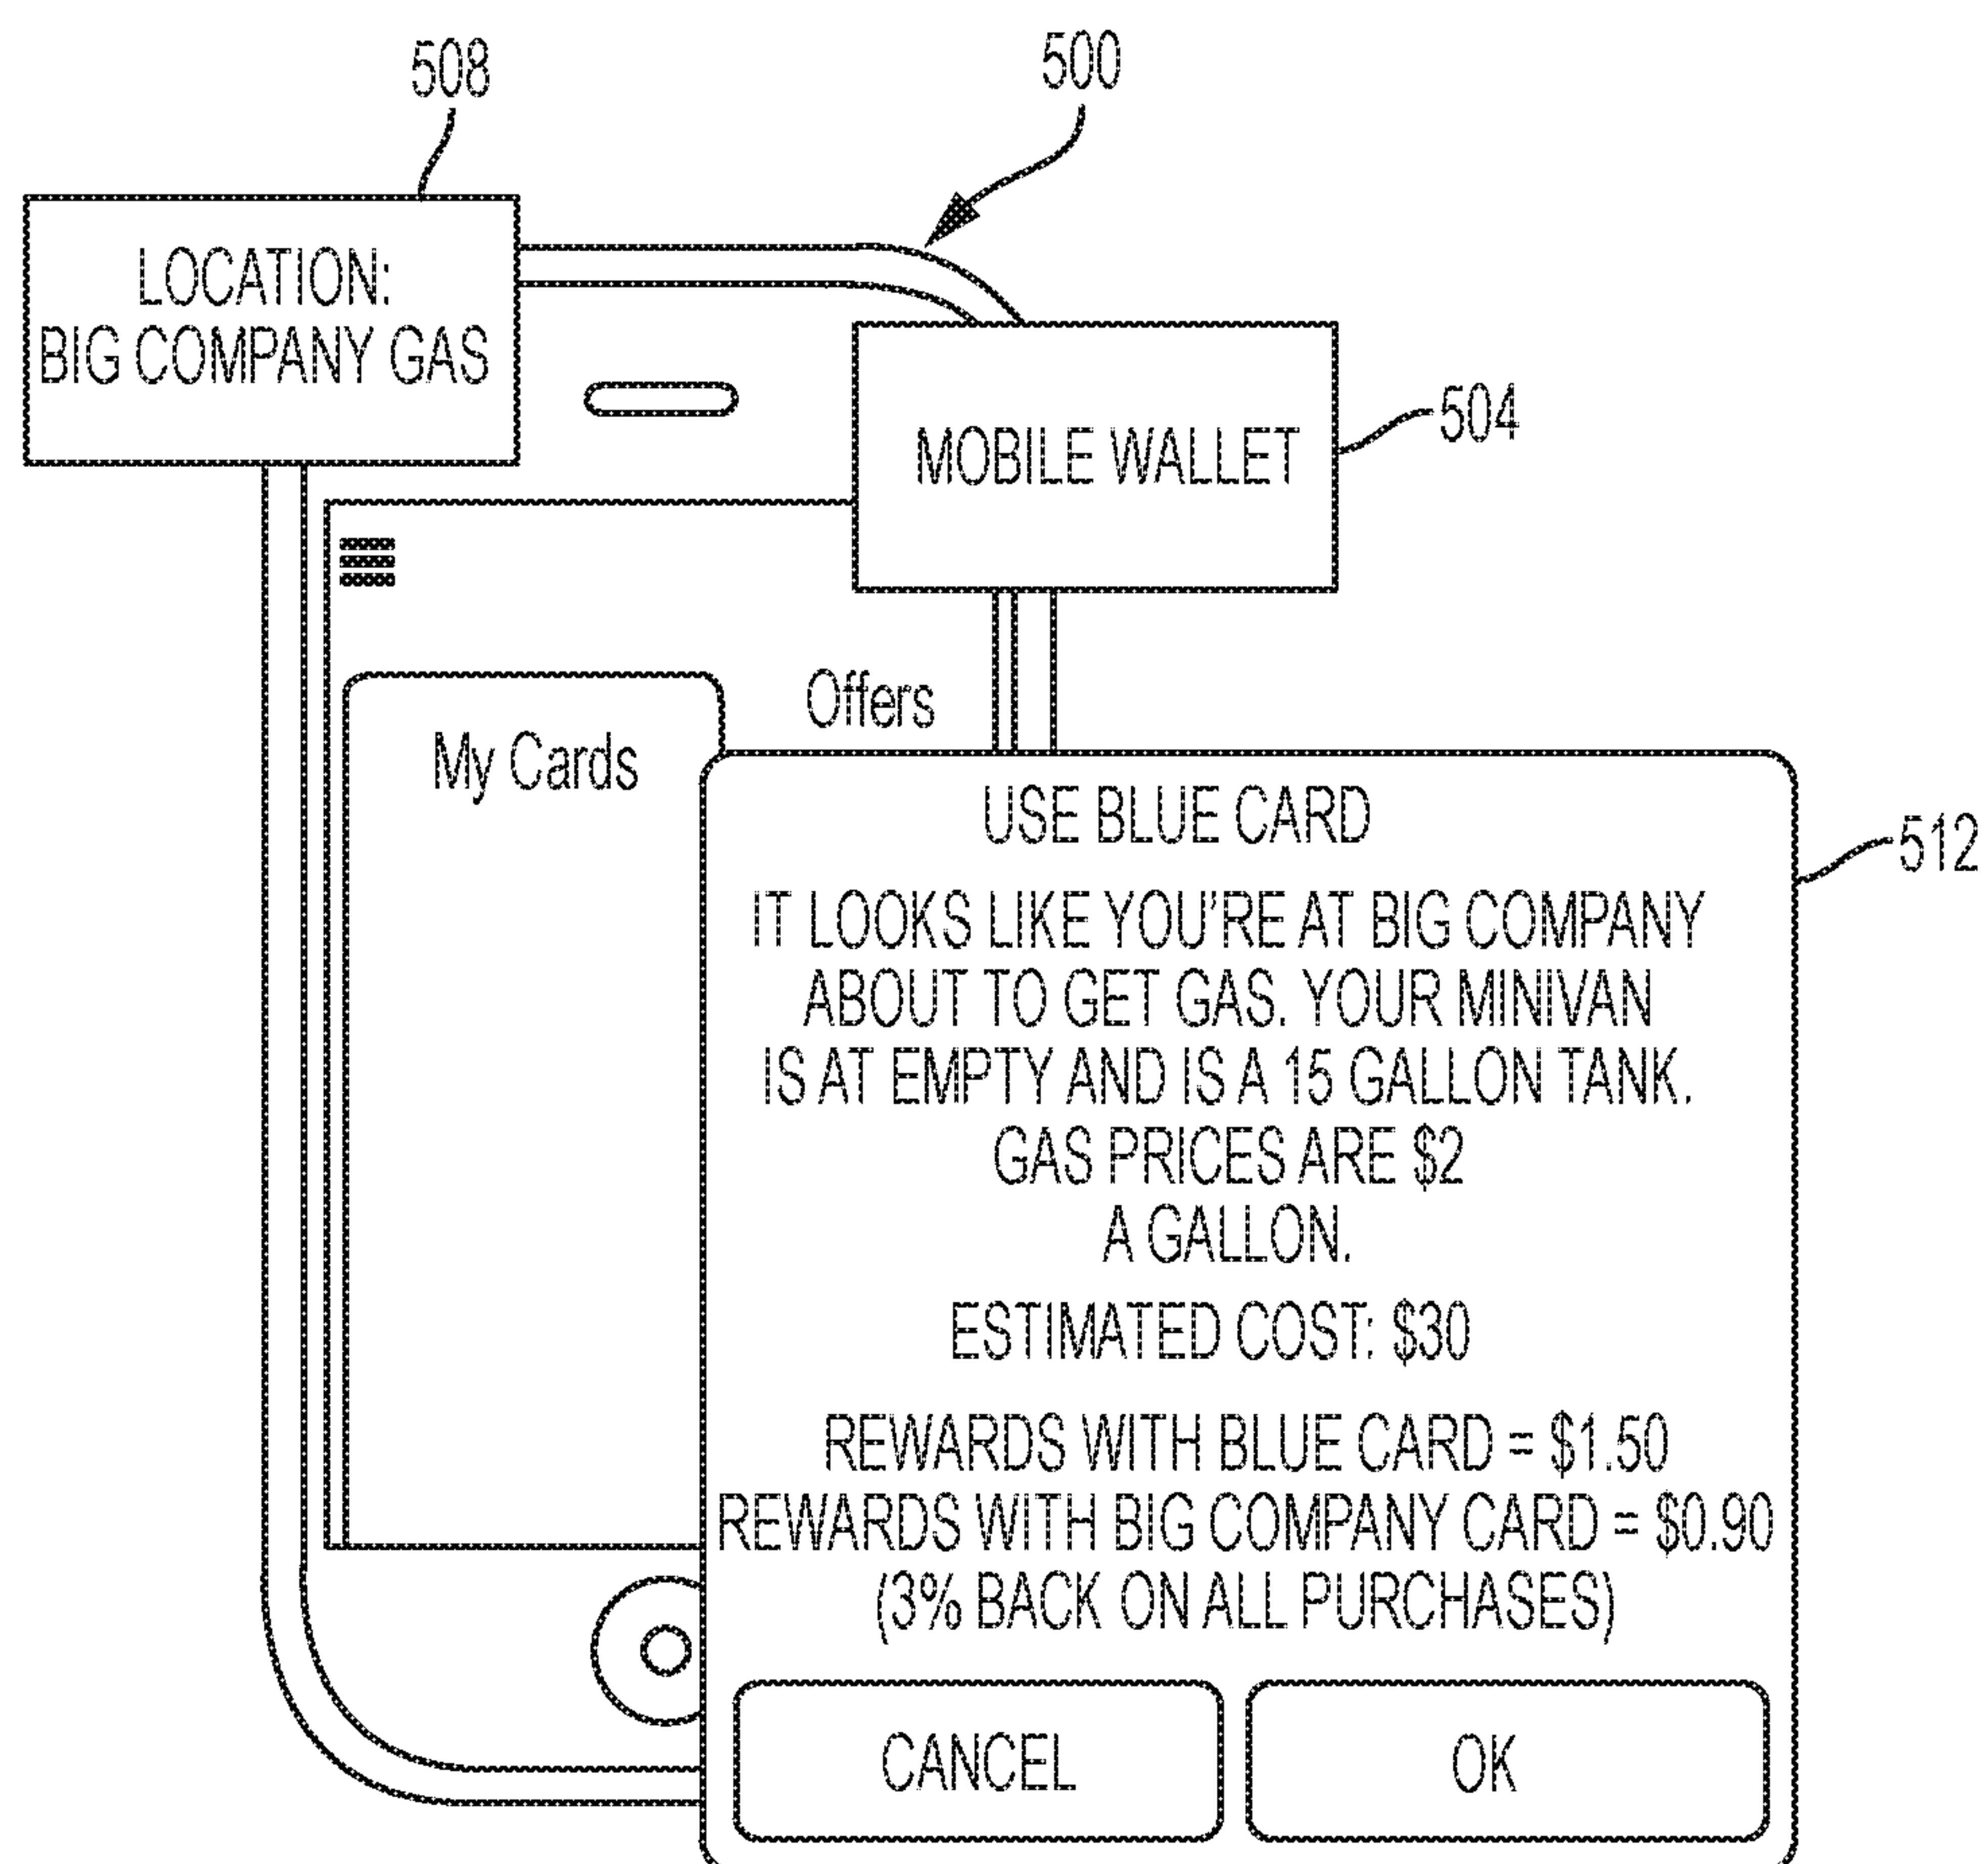 508
500
LOCATION:
BIG COMPANY GAS
MOBILE WALLET
504
Offers
My Cards
USE BLUE CARD
512
IT LOOKS LIKE YOU'RE AT BIG COMPANY
ABOUT TO GET GAS. YOUR MINIVAN
IS AT EMPTY AND IS A 15 GALLON TANK.
GAS PRICES ARE $2
A GALLON.
ESTIMATED COST: $30
REWARDS WITH BLUE CARD = $1.50
REWARDS WITH BIG COMPANY CARD = $0.90
(3% BACK ON ALL PURCHASES)
CANCEL
OK